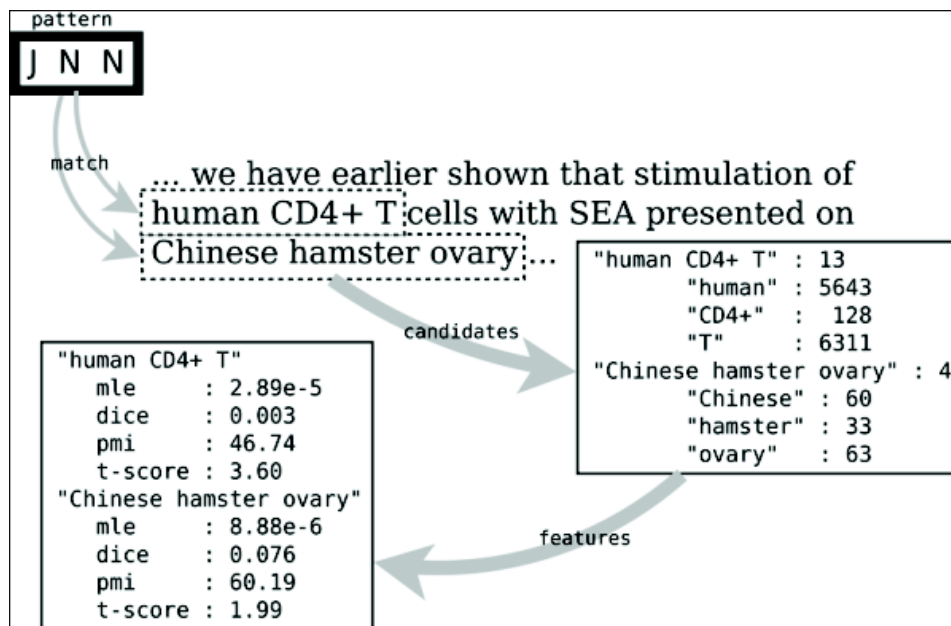 pattern
J N N
match
... we have earlier shown that stimulation of
human CD4+ T cells with SEA presented on
Chinese hamster ovary ...
candidates
"human CD4+ T" : 13
"human" : 5643
"CD4+" : 128
"T" : 6311
"Chinese hamster ovary" : 4
"Chinese" : 60
"hamster" : 33
"ovary" : 63
features
"human CD4+ T"
mle : 2.89e-5
dice : 0.003
pmi : 46.74
t-score : 3.60
"Chinese hamster ovary"
mle : 8.88e-6
dice : 0.076
pmi : 60.19
t-score : 1.99